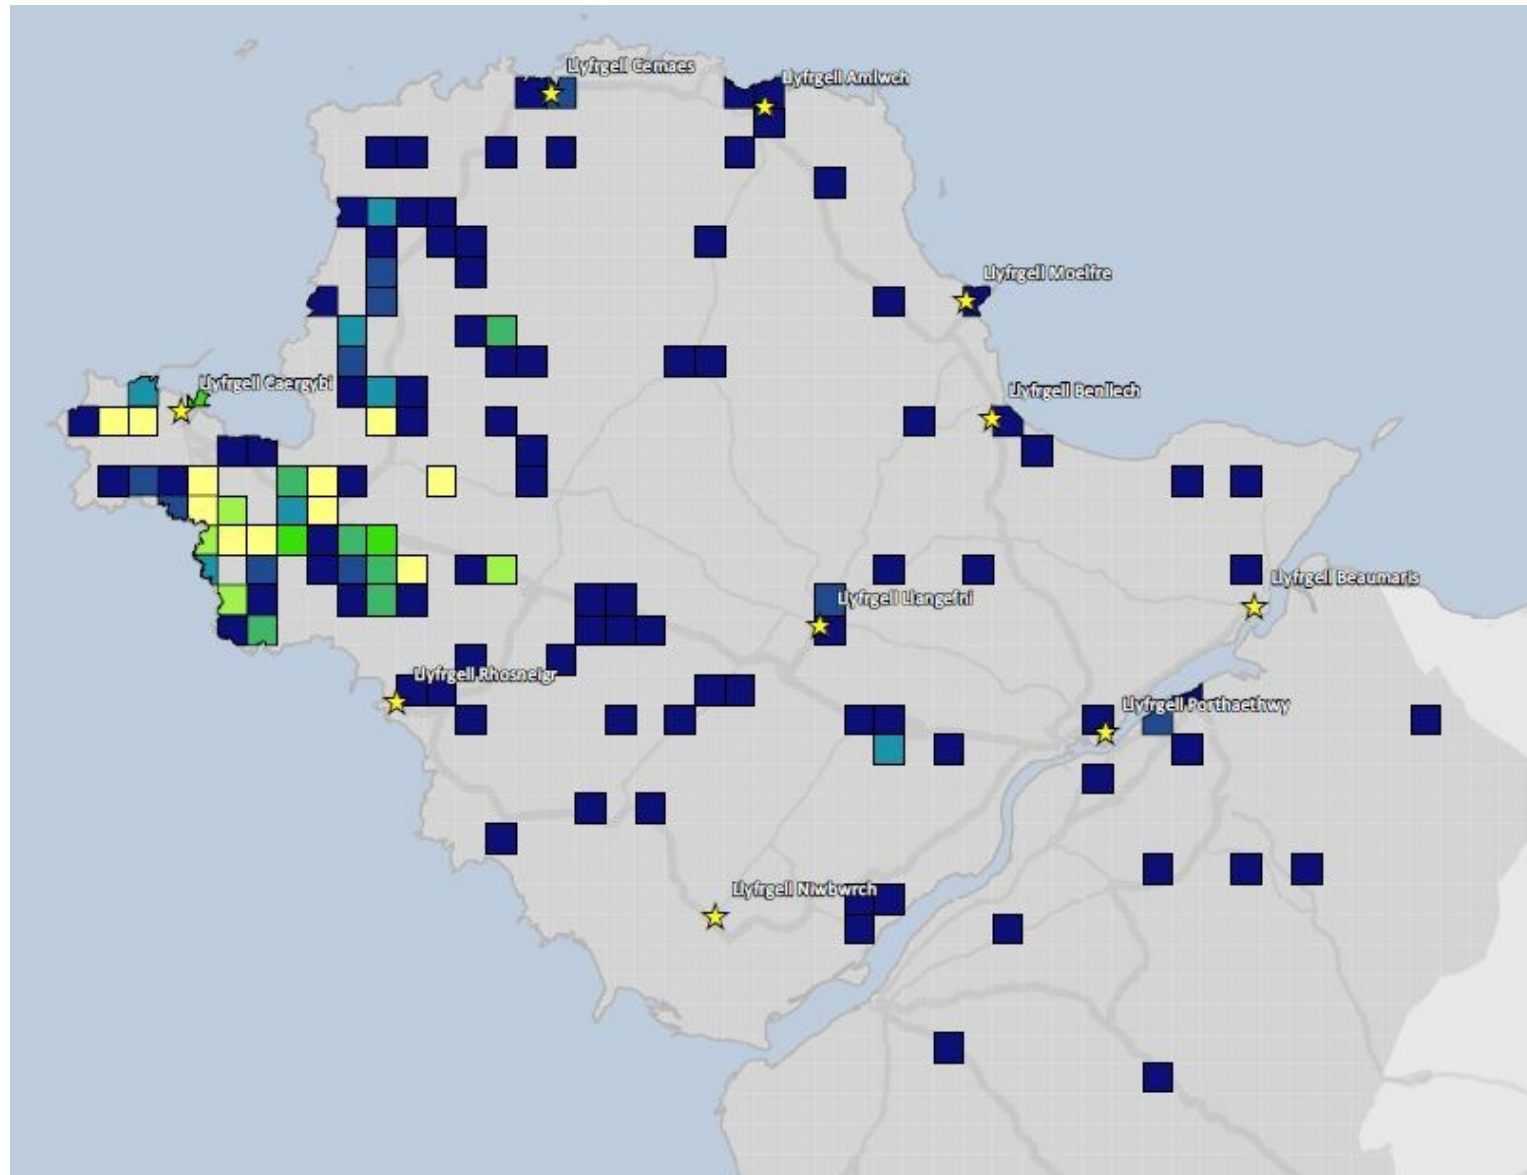 Llyfrgell Cemaes
Llyfrgell Amlwch
Llyfrgell Moelfre
Llyfrgell Caergybi
Llyfrgell Benllech
Llyfrgell Beaumaris
Llyfrgell Llangefni
Llyfrgell Rhosneigr
Llyfrgell Porthaethwy
Llyfrgell Niwbwrch